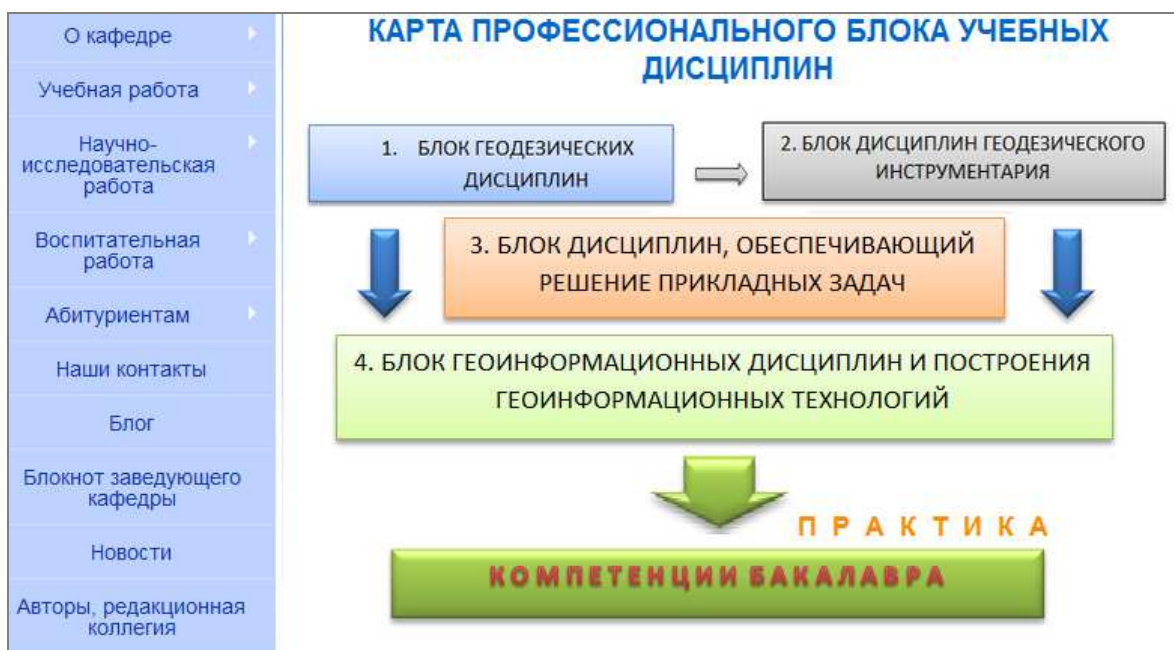 О кафедре
Учебная работа
Научно-
исследовательская
работа
Воспитательная
работа
Абитуриентам
Наши контакты
Блог
Блокнот заведующего
кафедры
Новости
Авторы, редакционная
коллегия
КАРТА ПРОФЕССИОНАЛЬНОГО БЛОКА УЧЕБНЫХ
ДИСЦИПЛИН
1. БЛОК ГЕОДЕЗИЧЕСКИХ
ДИСЦИПЛИН
2. БЛОК ДИСЦИПЛИН ГЕОДЕЗИЧЕСКОГО
ИНСТРУМЕНТАРИЯ
3. БЛОК ДИСЦИПЛИН, ОБЕСПЕЧИВАЮЩИЙ
РЕШЕНИЕ ПРИКЛАДНЫХ ЗАДАЧ
4. БЛОК ГЕОИНФОРМАЦИОННЫХ ДИСЦИПЛИН И ПОСТРОЕНИЯ
ГЕОИНФОРМАЦИОННЫХ ТЕХНОЛОГИЙ
ПРАКТИКА
КОМПЕТЕНЦИИ БАКАЛАВРА